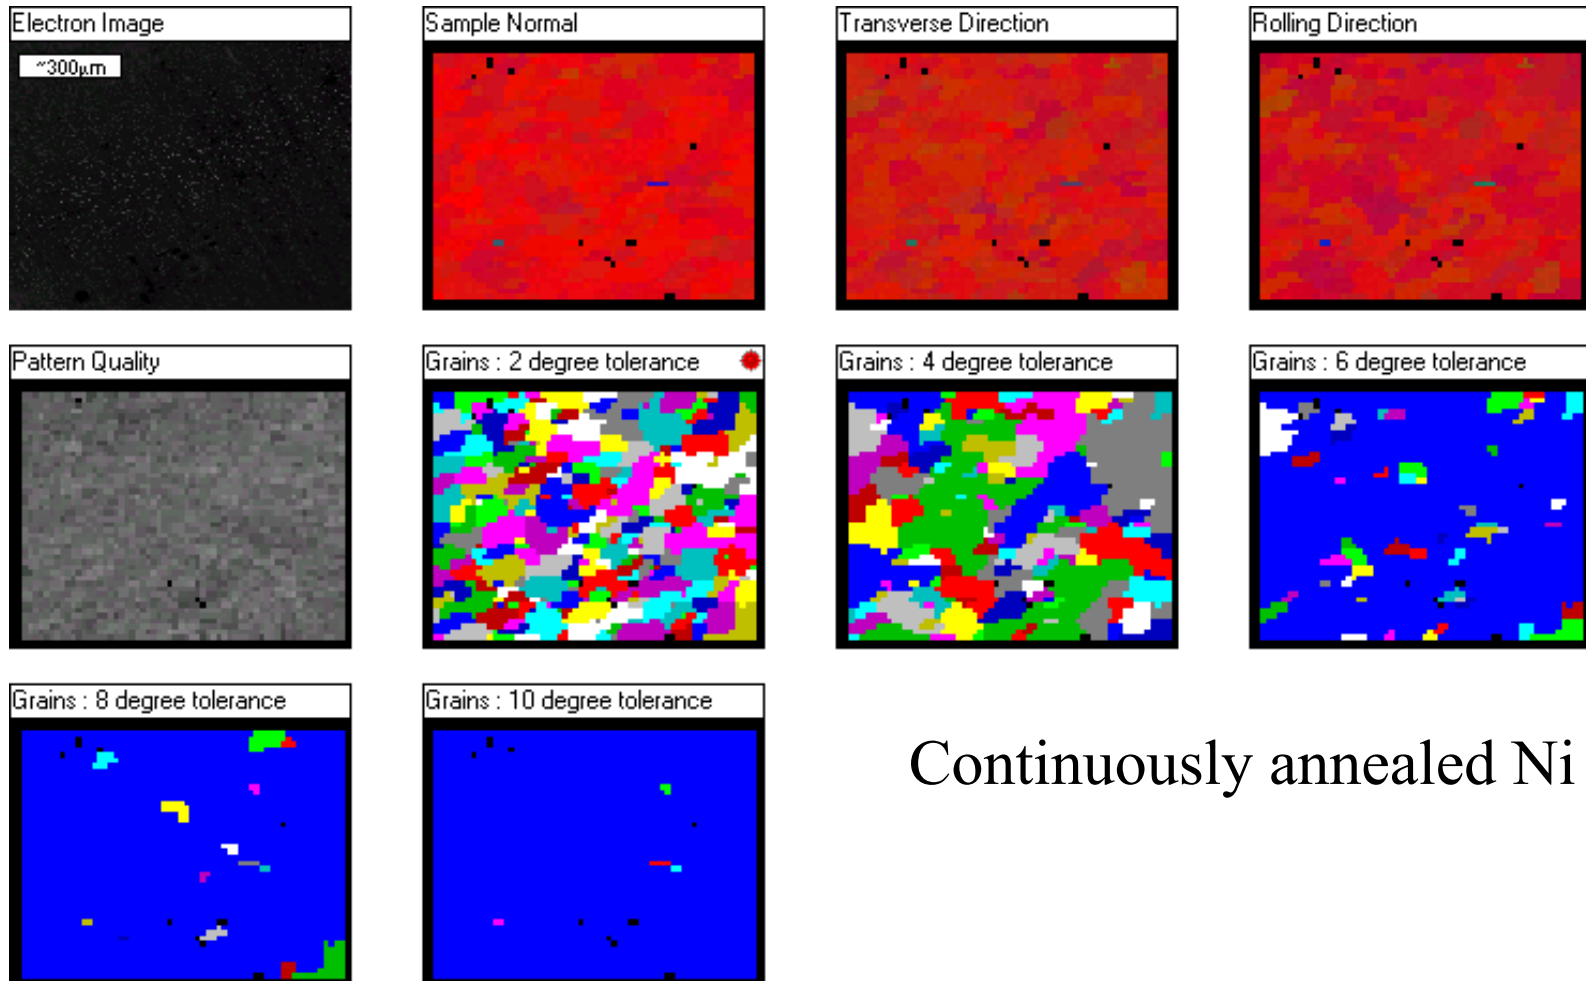 Electron Image
~300µm
Sample Normal
Transverse Direction
Rolling Direction
Pattern Quality
Grains : 2 degree tolerance
Grains : 4 degree tolerance
Grains : 6 degree tolerance
Grains : 8 degree tolerance
Grains : 10 degree tolerance
Continuously annealed Ni